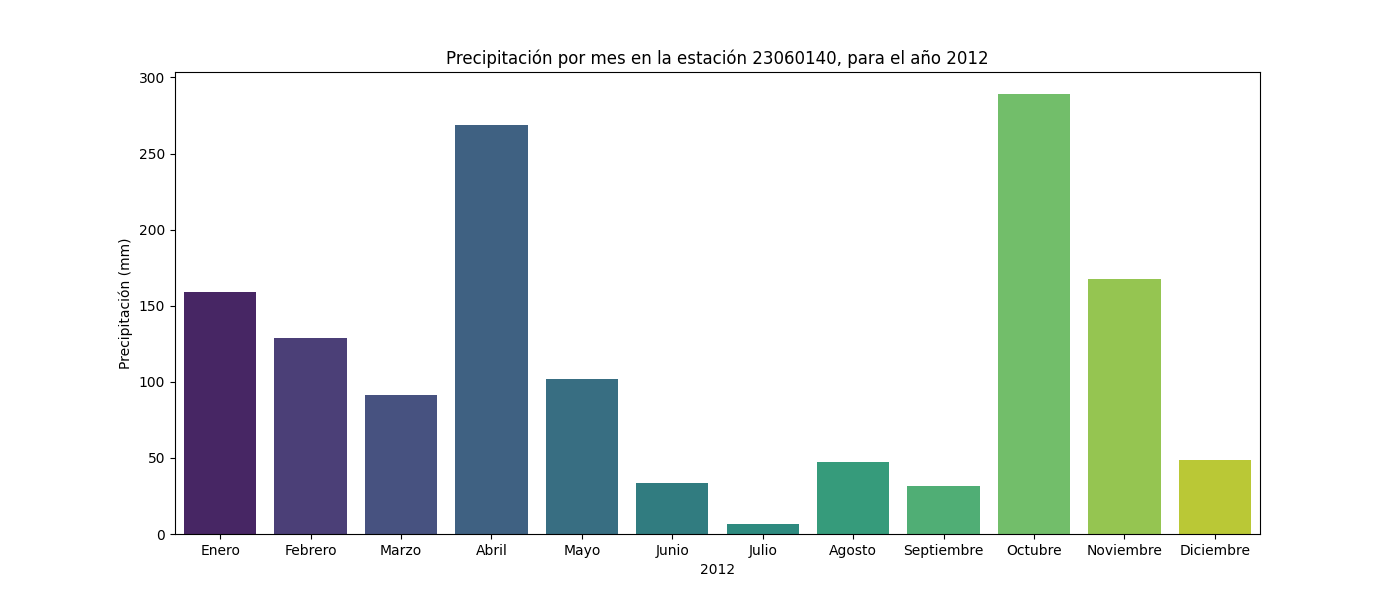 Precipitación por mes en la estación 23060140, para el año 2012
Precipitación (mm)
300
250
200
150
100
50
0
Enero Febrero Marzo Abril Mayo Junio Julio Agosto Septiembre Octubre Noviembre Diciembre
2012